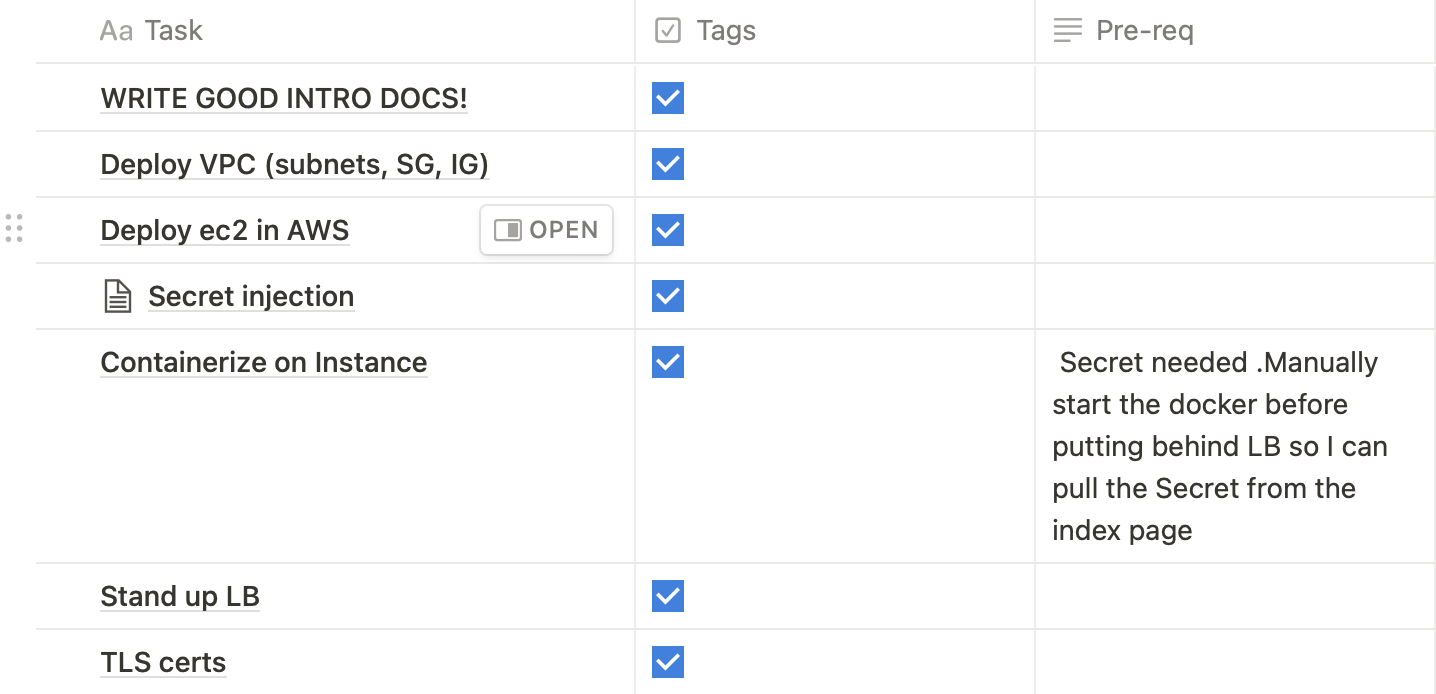 Aa Task Tags Pre-req
WRITE GOOD INTRO DOCS!
Deploy VPC (subnets, SG, IG)
Deploy ec2 in AWS OPEN
Secret injection
Containerize on Instance Secret needed .Manually
start the docker before
putting behind LB so I can
pull the Secret from the
index page
Stand up LB
TLS certs